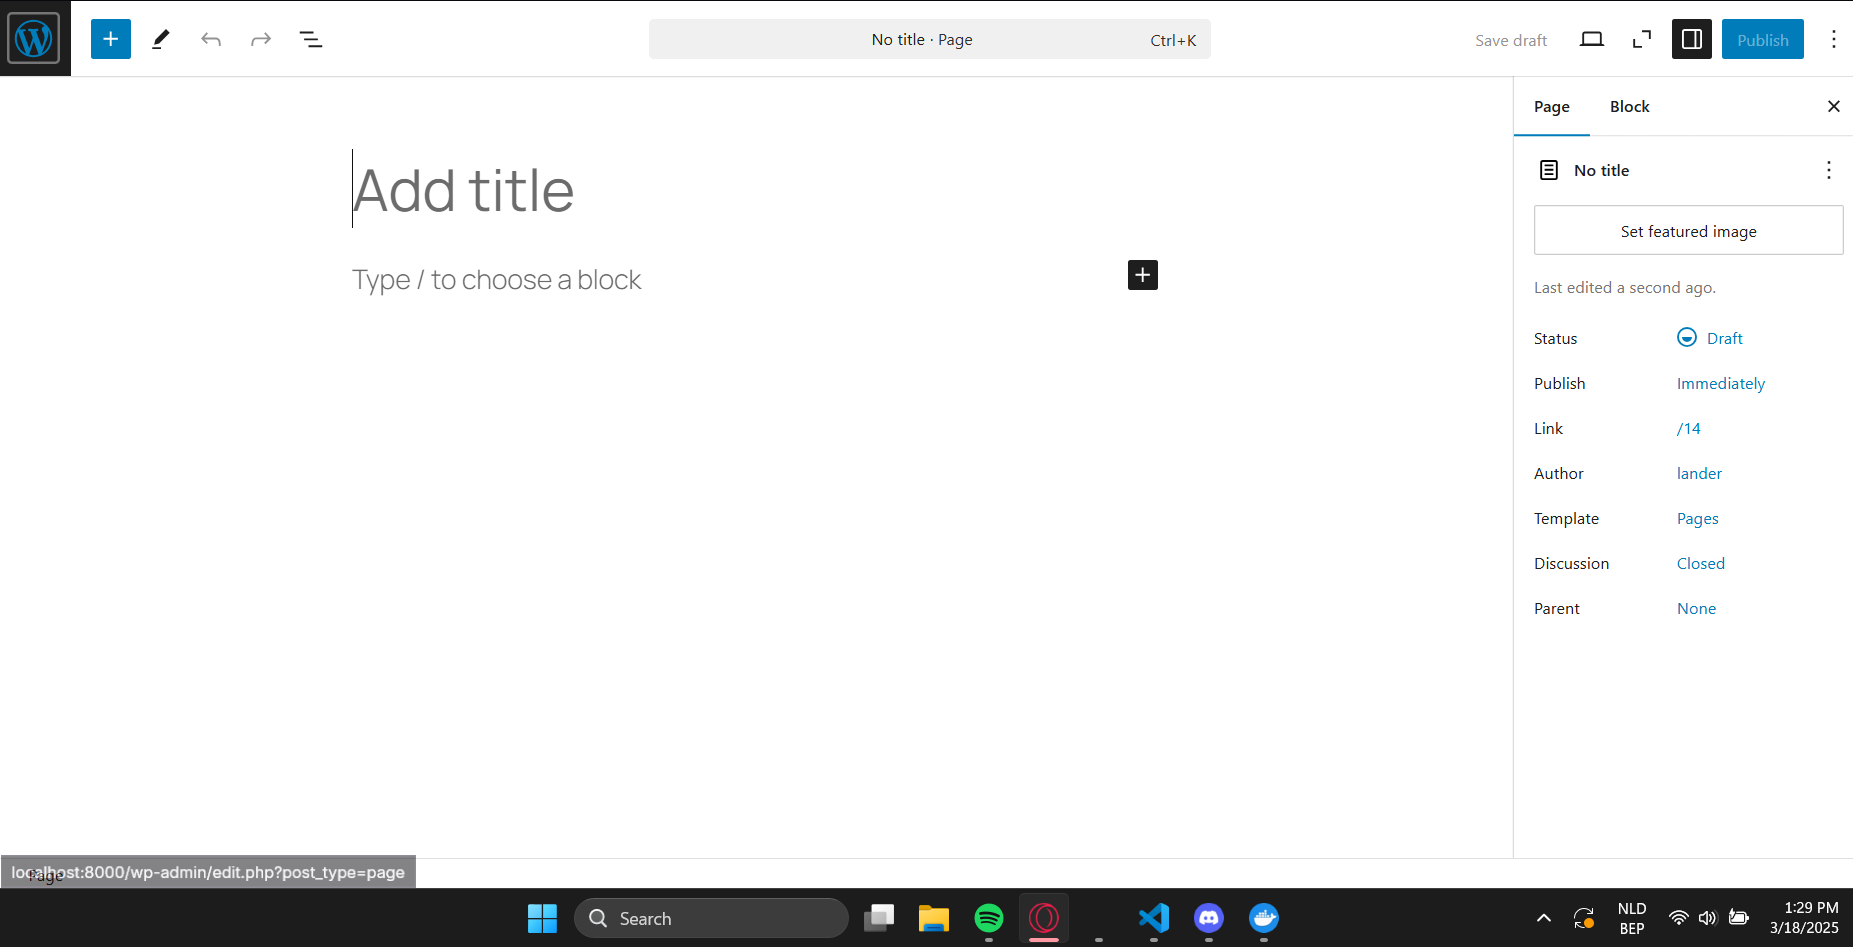 No title · Page
Ctrl+K
Save draft
Publish
Page
Block
Add title
Type / to choose a block
No title
Set featured image
Last edited a second ago.
Status
Draft
Publish
Immediately
Link
/14
Author
lander
Template
Pages
Discussion
Closed
Parent
None
localhost:8000/wp-admin/edit.php?post_type=page
Page
Search
NLD
BEP
1:29 PM
3/18/2025